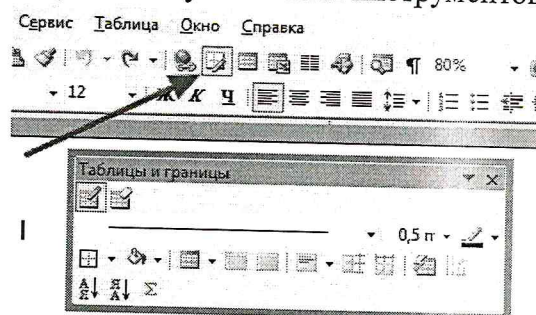 Сервис Таблица Окно Справка
¶ 80%
12 Ж К Ч
Таблицы и границы
0,5 п
А Я Я А Σ